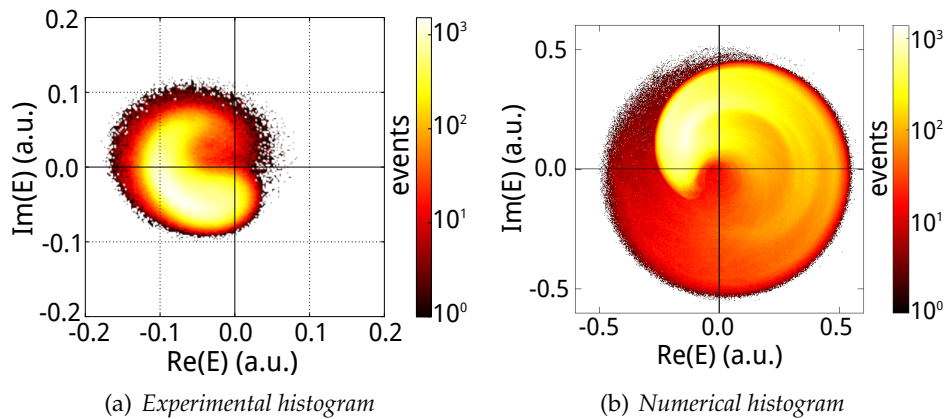 0.2
0.1
0.0
-0.1
-0.2
Im(E) (a.u.)
-0.2 -0.1 0.0 0.1 0.2
Re(E) (a.u.)
10³
10²
10¹
10⁰
events
(a) Experimental histogram
0.5
0.0
-0.5
Im(E) (a.u.)
-0.5 0.0 0.5
Re(E) (a.u.)
10³
10²
10¹
10⁰
events
(b) Numerical histogram